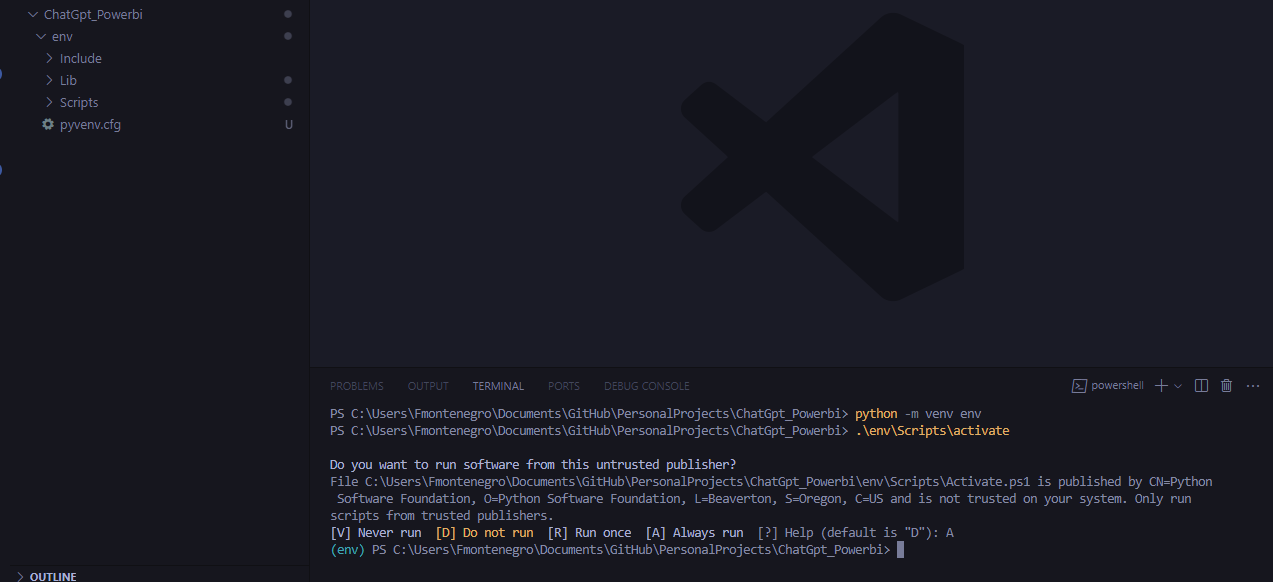 ChatGpt_Powerbi
env
Include
Lib
Scripts
pyvenv.cfg U
OUTLINE
PROBLEMS OUTPUT TERMINAL PORTS DEBUG CONSOLE powershell
PS C:\Users\Fmontenegro\Documents\GitHub\PersonalProjects\ChatGpt_Powerbi> python -m venv env
PS C:\Users\Fmontenegro\Documents\GitHub\PersonalProjects\ChatGpt_Powerbi> .\env\Scripts\activate
Do you want to run software from this untrusted publisher?
File C:\Users\Fmontenegro\Documents\GitHub\PersonalProjects\ChatGpt_Powerbi\env\Scripts\Activate.ps1 is published by CN=Python
Software Foundation, O=Python Software Foundation, L=Beaverton, S=Oregon, C=US and is not trusted on your system. Only run
scripts from trusted publishers.
[V] Never run [D] Do not run [R] Run once [A] Always run [?] Help (default is "D"): A
(env) PS C:\Users\Fmontenegro\Documents\GitHub\PersonalProjects\ChatGpt_Powerbi>